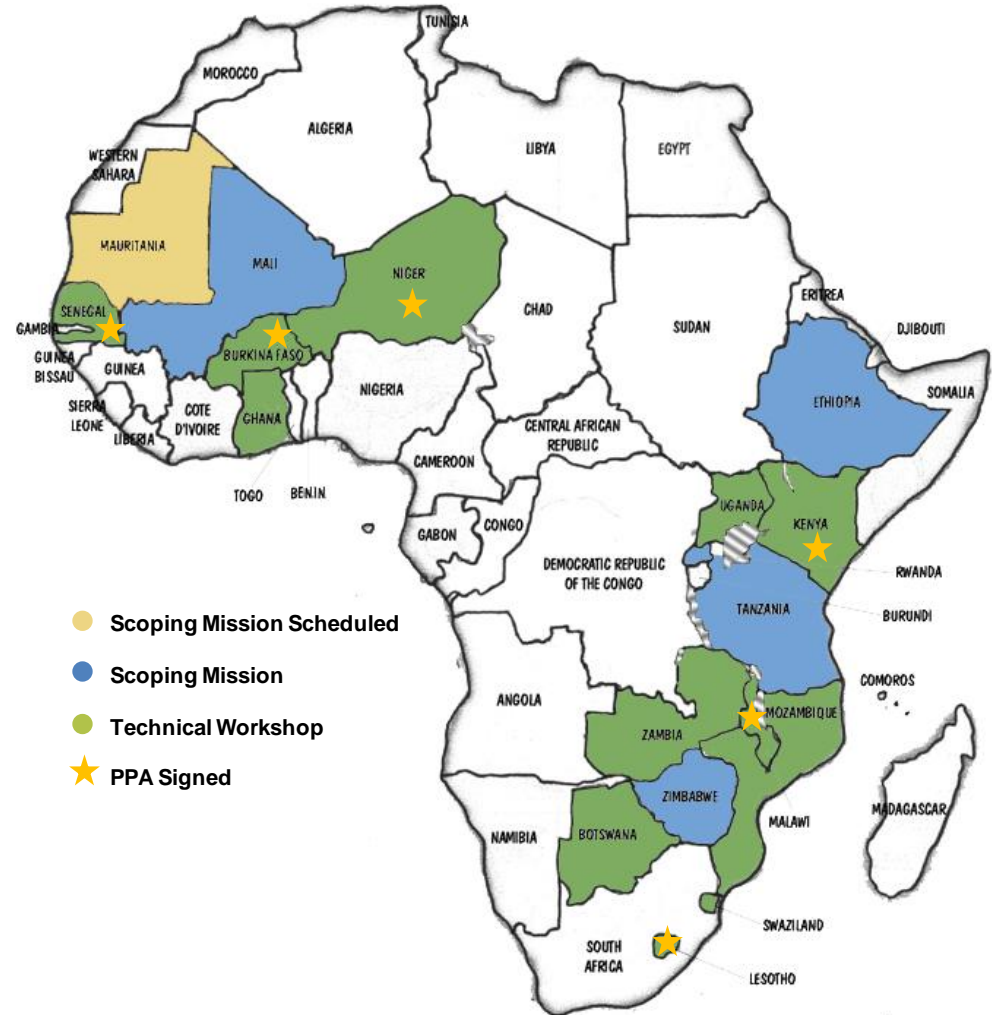 TUNISIA
MOROCCO
ALGERIA
LIBYA
EGYPT
WESTERN
SAHARA
MAURITANIA
MALI
NIGER
CHAD
SUDAN
ERITREA
DJIBOUTI
SENEGAL
GAMBIA
GUINEA
BISSAU
GUINEA
BURKINA FASO
NIGERIA
ETHIOPIA
SOMALIA
SIERRA
LEONE
LIBERIA
COTE
D'IVOIRE
GHANA
TOGO
BENIN
CAMEROON
CENTRAL AFRICAN
REPUBLIC
UGANDA
KENYA
GABON
CONGO
DEMOCRATIC REPUBLIC
OF THE CONGO
RWANDA
BURUNDI
TANZANIA
Scoping Mission Scheduled
Scoping Mission
Technical Workshop
PPA Signed
COMOROS
ANGOLA
ZAMBIA
MOZAMBIQUE
ZIMBABWE
MALAWI
MADAGASCAR
NAMIBIA
BOTSWANA
SWAZILAND
SOUTH
AFRICA
LESOTHO